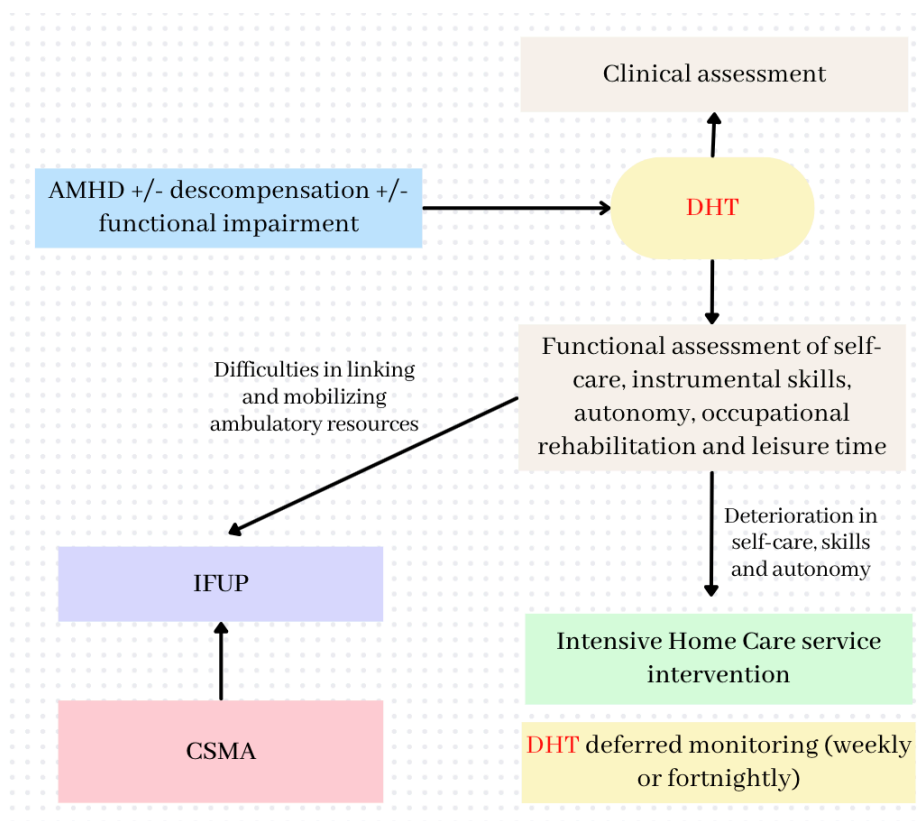 Clinical assessment
AMHD +/- descompensation +/-
functional impairment
DHT
Functional assessment of self-
care, instrumental skills,
autonomy, occupational
rehabilitation and leisure time
Difficulties in linking
and mobilizing
ambulatory resources
Deterioration in
self-care, skills
and autonomy
IFUP
Intensive Home Care service
intervention
CSMA
DHT deferred monitoring (weekly
or fortnightly)